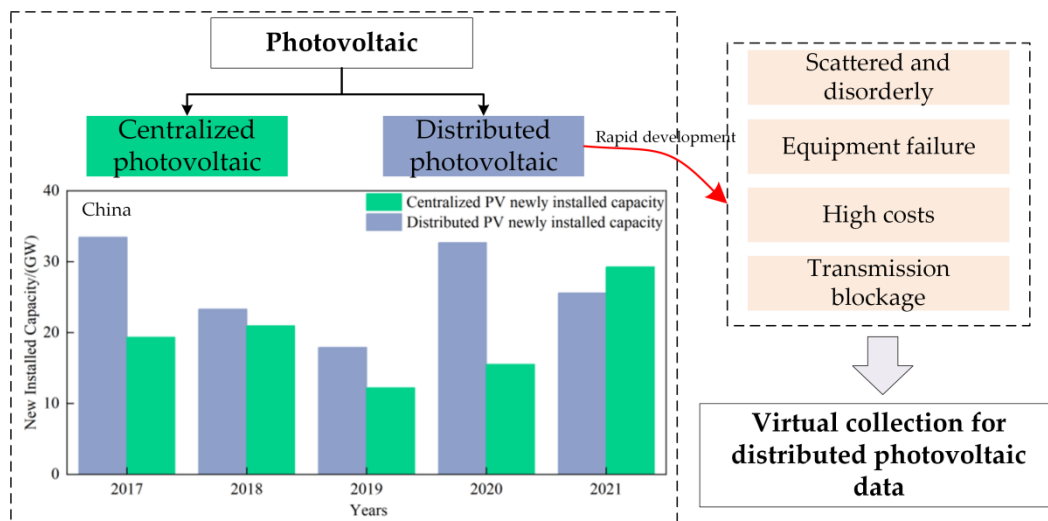 Photovoltaic
Centralized
photovoltaic
Distributed
photovoltaic
Rapid development
Scattered and
disorderly
Equipment failure
High costs
Transmission
blockage
Virtual collection for
distributed photovoltaic
data
China
Centralized PV newly installed capacity
Distributed PV newly installed capacity
New Installed Capacity/(GW)
40
30
20
10
0
2017 2018 2019 2020 2021
Years